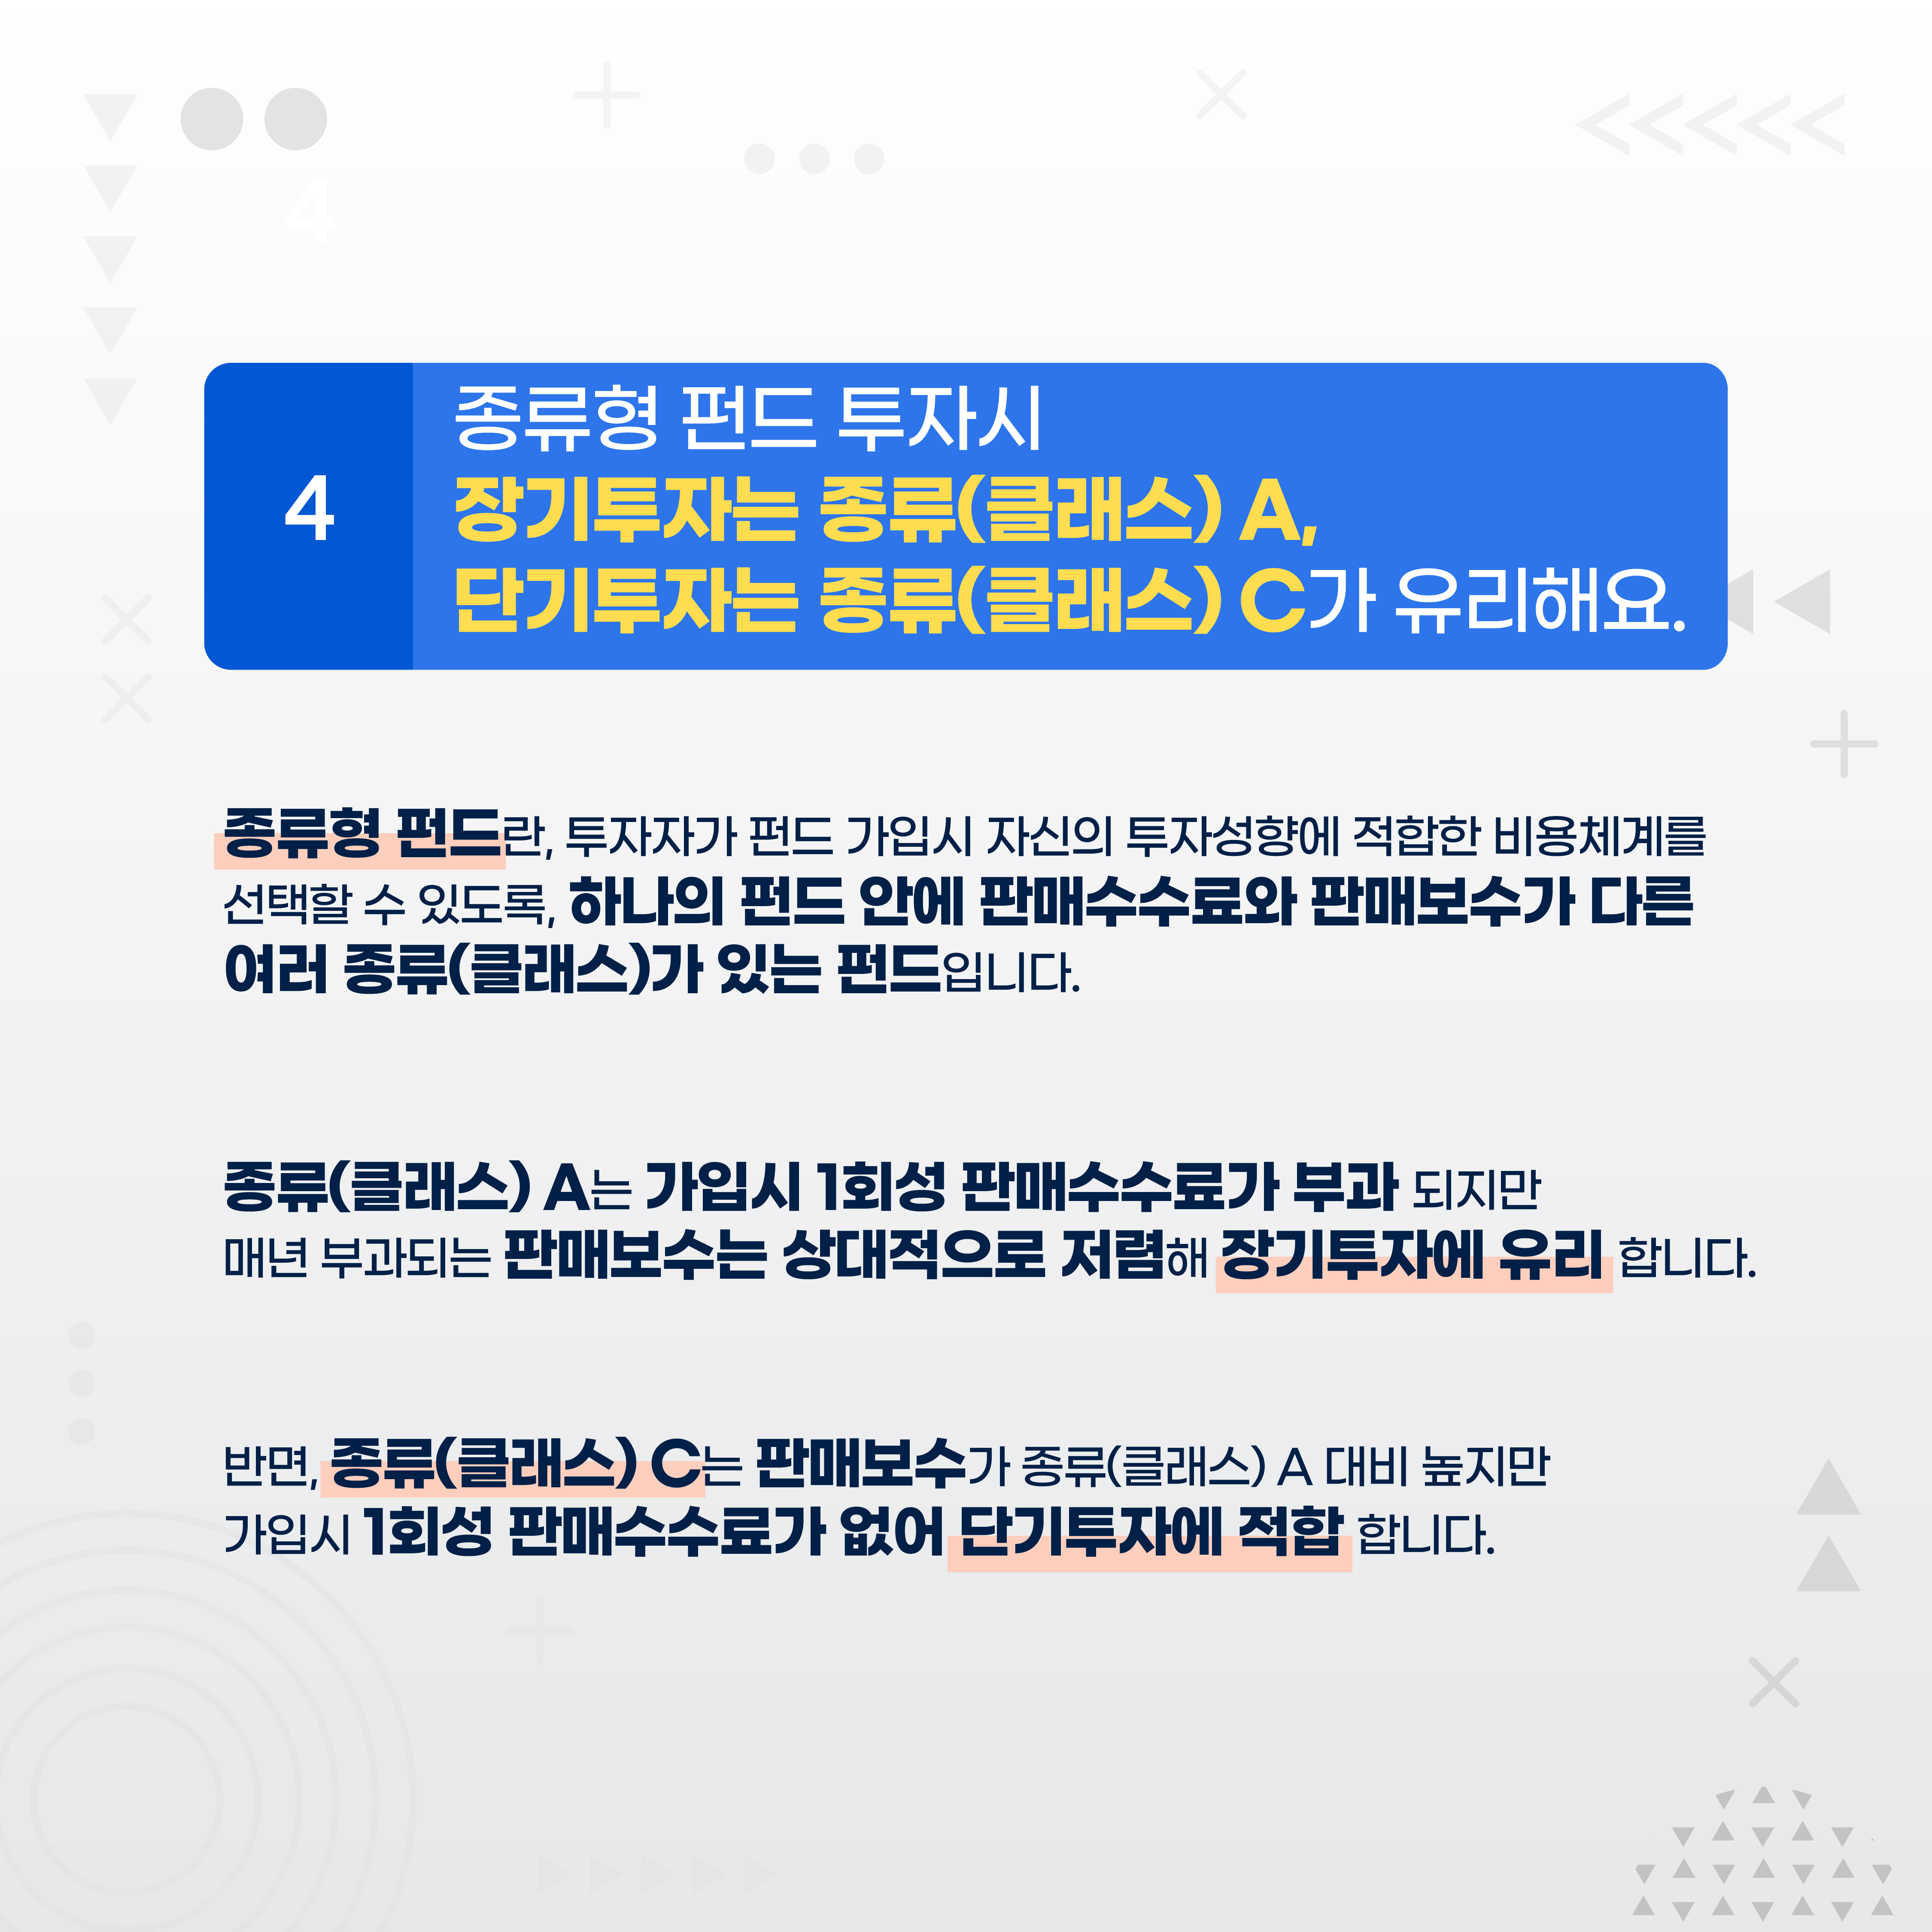 4
4
종류형 펀드 투자시
장기투자는 종류(클래스) A,
단기투자는 종류(클래스) C가 유리해요.
종류형 펀드란, 투자자가 펀드 가입시 자신의 투자성향에 적합한 비용체계를
선택할 수 있도록, 하나의 펀드 안에 판매수수료와 판매보수가 다른
여러 종류(클래스)가 있는 펀드입니다.
종류(클래스) A는 가입시 1회성 판매수수료가 부과 되지만
매년 부과되는 판매보수는 상대적으로 저렴해 장기투자에 유리 합니다.
반면, 종류(클래스) C는 판매보수가 종류(클래스) A 대비 높지만
가입시 1회성 판매수수료가 없어 단기투자에 적합 합니다.